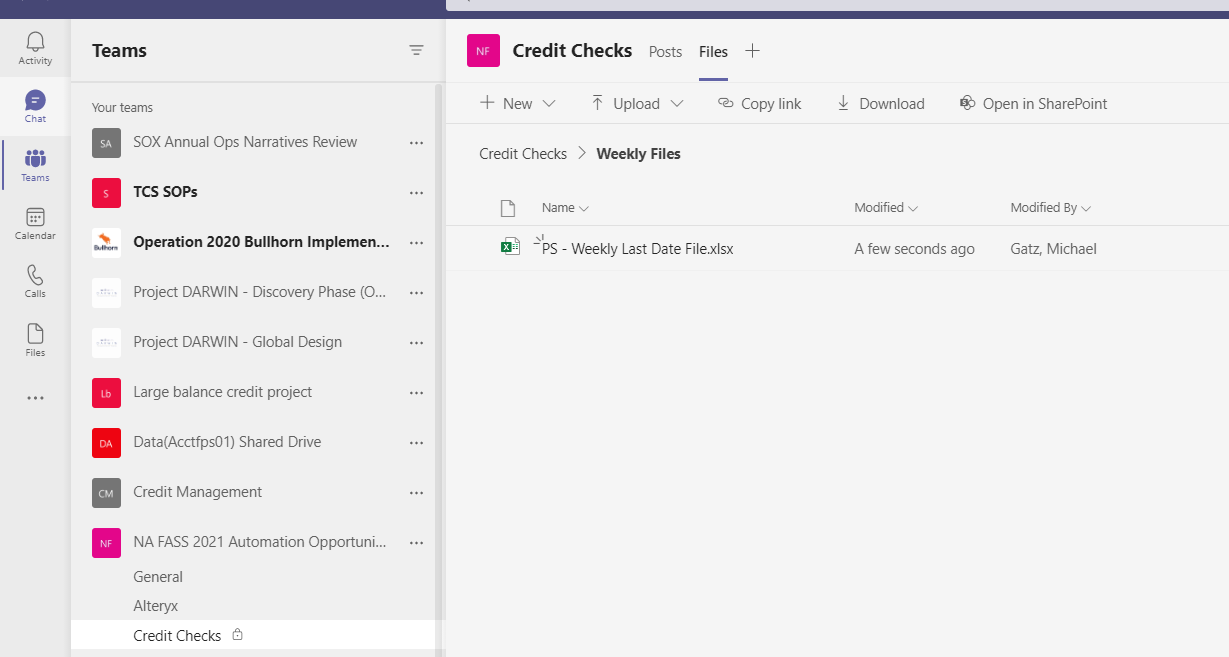 Activity
Chat
Teams
Calendar
Calls
Files
Teams
Your teams
SA SOX Annual Ops Narratives Review
S TCS SOPs
Bullhorn Operation 2020 Bullhorn Implemen...
Project DARWIN - Discovery Phase (O...
Project DARWIN - Global Design
Lb Large balance credit project
DA Data(Acctfps01) Shared Drive
CM Credit Management
NF NA FASS 2021 Automation Opportuni...
General
Alteryx
Credit Checks
NF Credit Checks Posts Files
New Upload Copy link Download Open in SharePoint
Credit Checks > Weekly Files
Name Modified Modified By
PS - Weekly Last Date File.xlsx A few seconds ago Gatz, Michael